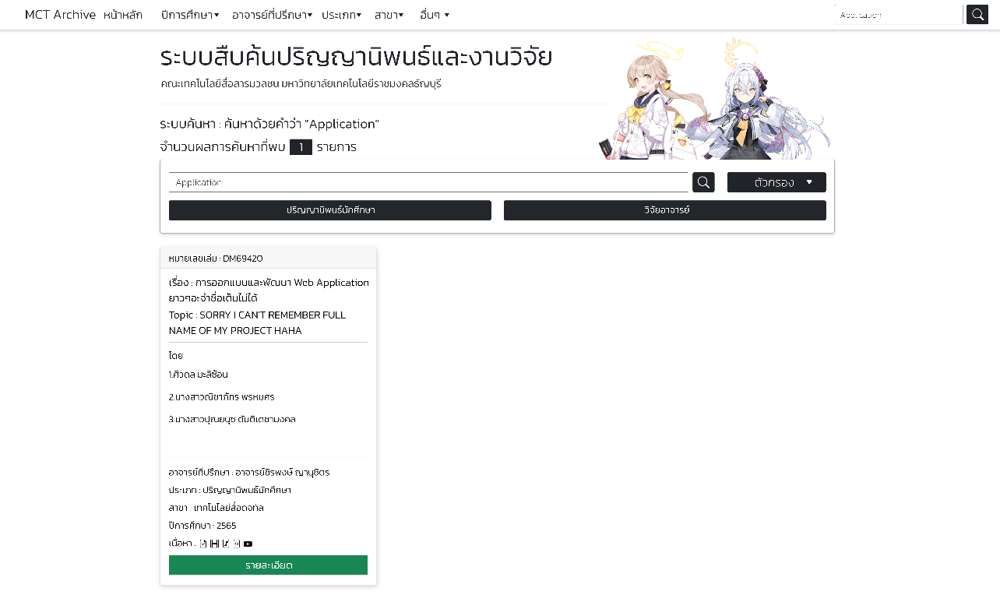 MCT Archive หน้าหลัก ปีการศึกษา อาจารย์ที่ปรึกษา ประเภท สาขา อื่นๆ Application
ระบบสืบค้นปริญญานิพนธ์และงานวิจัย
คณะเทคโนโลยีสื่อสารมวลชน มหาวิทยาลัยเทคโนโลยีราชมงคลธัญบุรี
ระบบค้นหา : ค้นหาด้วยคำว่า "Application"
จำนวนผลการค้นหาที่พบ 1 รายการ
Application ตัวกรอง
ปริญญานิพนธ์นักศึกษา วิจัยอาจารย์
หมายเลขเล่ม : DM69420
เรื่อง : การออกแบบและพัฒนา Web Application
ยาวๆอะจำชื่อเต็มไม่ได้
Topic : SORRY I CAN'T REMEMBER FULL
NAME OF MY PROJECT HAHA
โดย
1.ศิวดล มะลิซ้อน
2.นางสาวณิชาภัทร พรหมศร
3.นางสาวปุณยนุช ตันติเตชามงคล
อาจารย์ที่ปรึกษา : อาจารย์ชิรพงษ์ ญานุชิตร
ประเภท : ปริญญานิพนธ์นักศึกษา
สาขา : เทคโนโลยีสื่อดิจิทัล
ปีการศึกษา : 2565
เนื้อหา :
รายละเอียด